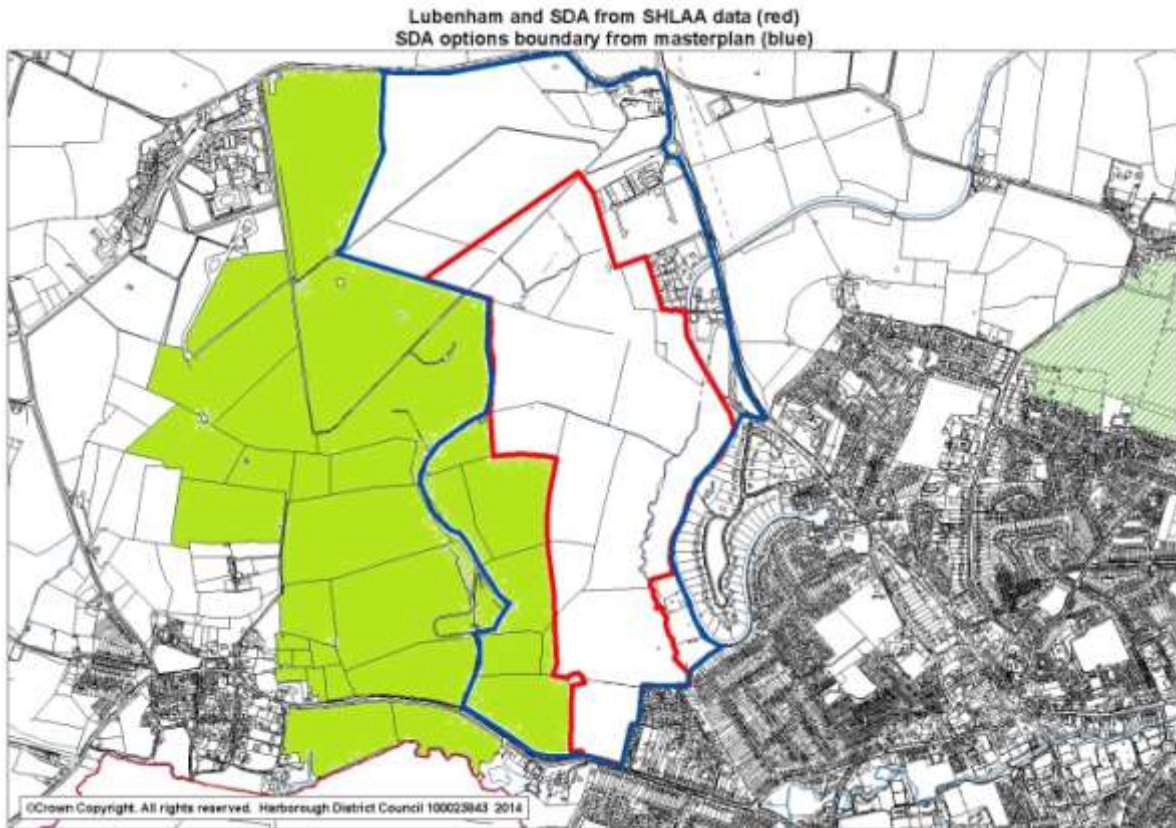 Lubenham and SDA from SHLAA data (red)
SDA options boundary from masterplan (blue)
©Crown Copyright. All rights reserved. Harborough District Council 100023843 2014